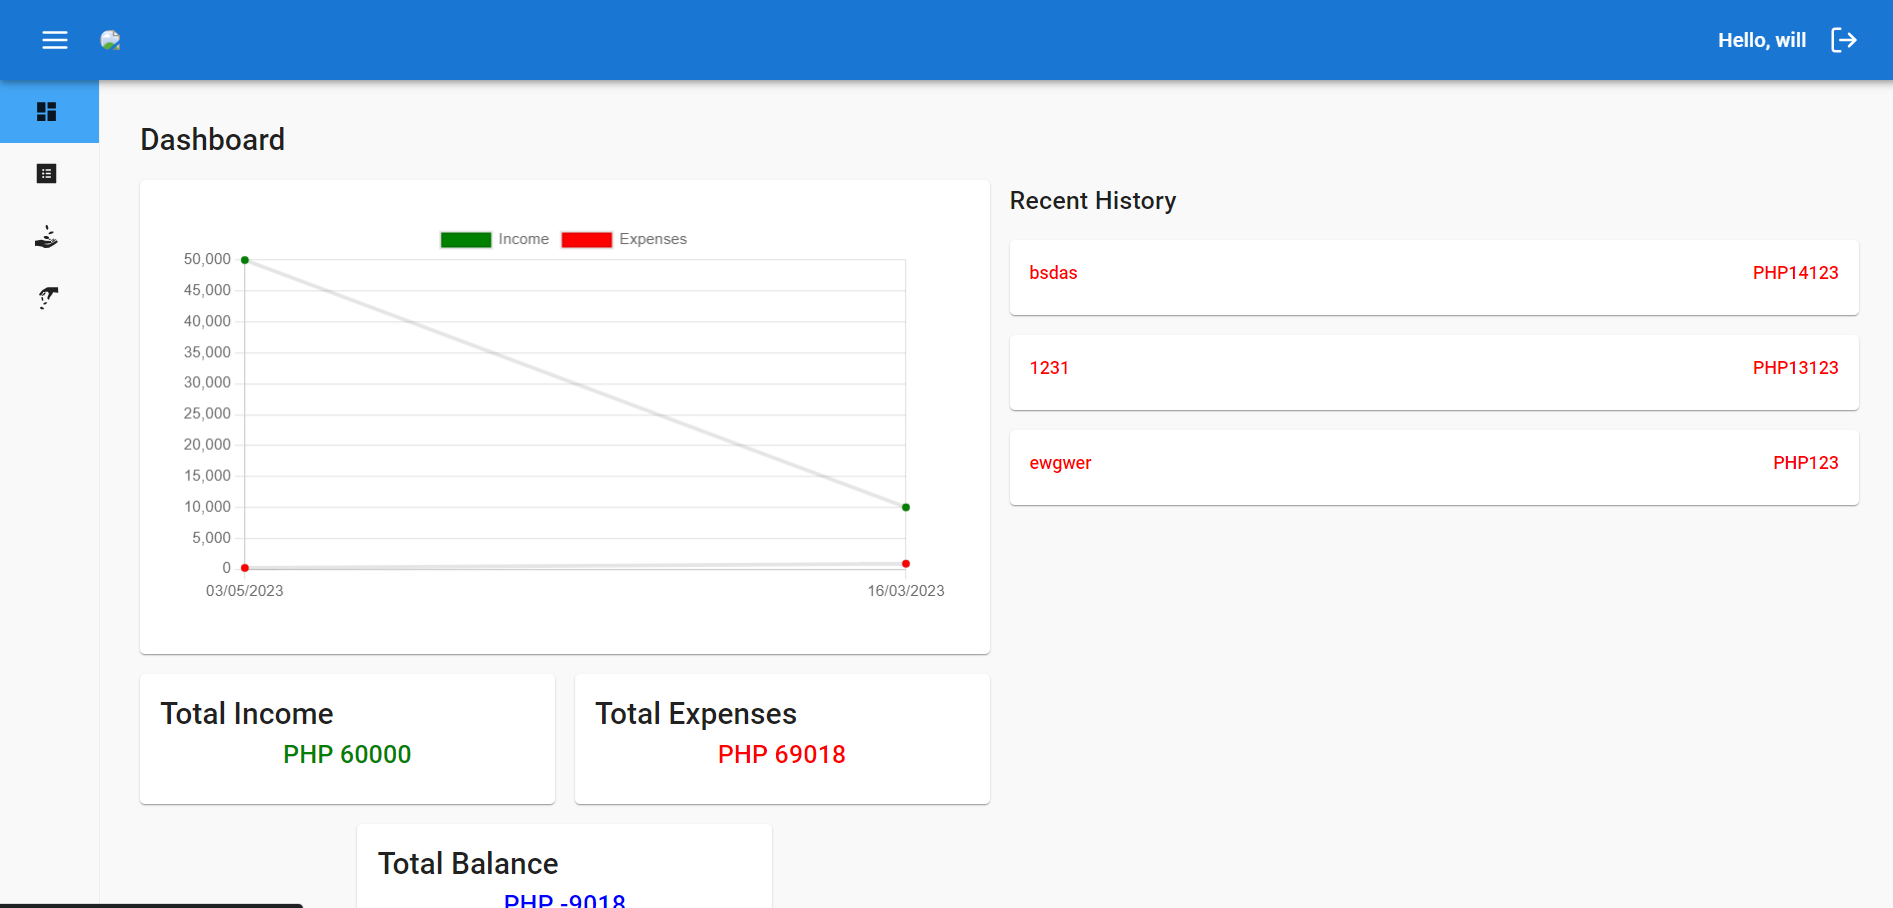 Hello, will
Dashboard
Income Expenses
50,000
45,000
40,000
35,000
30,000
25,000
20,000
15,000
10,000
5,000
0
03/05/2023 16/03/2023
Recent History
bsdas PHP14123
1231 PHP13123
ewgwer PHP123
Total Income
PHP 60000
Total Expenses
PHP 69018
Total Balance
PHP -9018